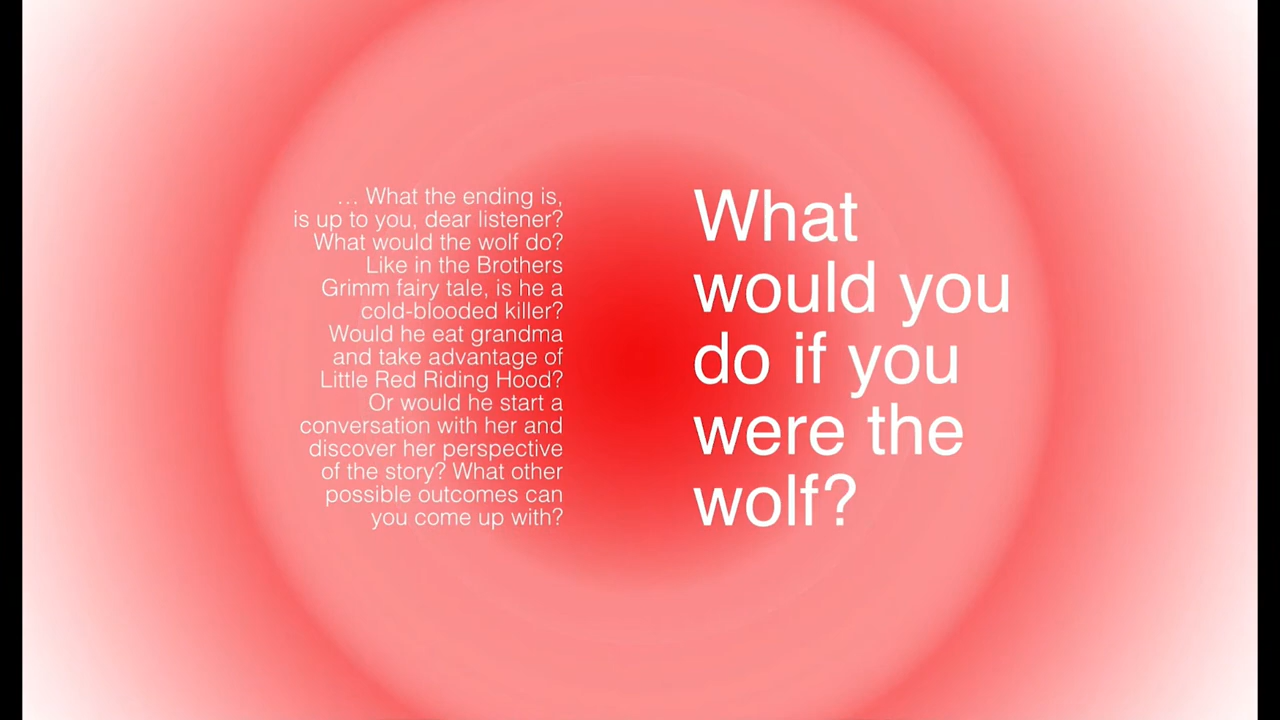 … What the ending is,
is up to you, dear listener?
What would the wolf do?
Like in the Brothers
Grimm fairy tale, is he a
cold-blooded killer?
Would he eat grandma
and take advantage of
Little Red Riding Hood?
Or would he start a
conversation with her and
discover her perspective
of the story? What other
possible outcomes can
you come up with?
What
would you
do if you
were the
wolf?